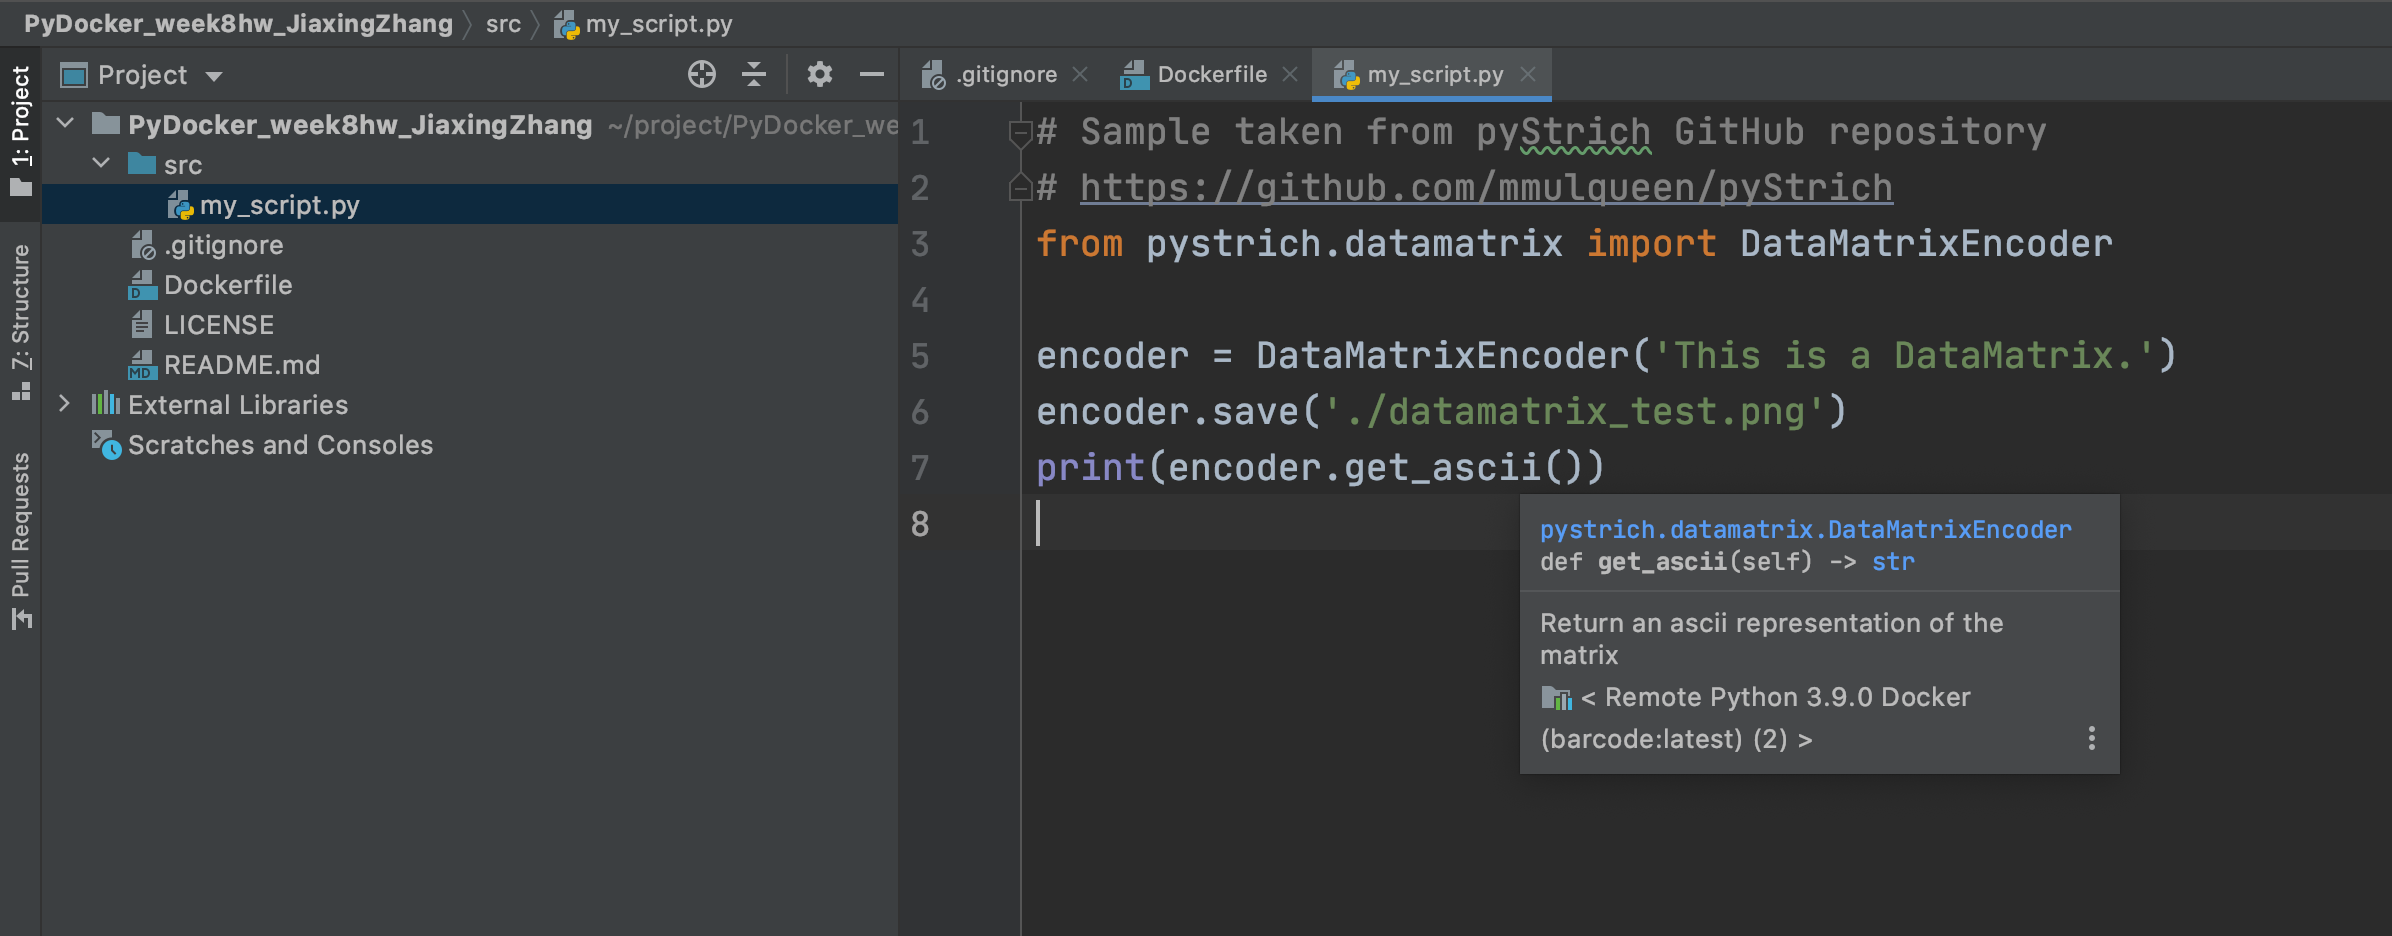 PyDocker_week8hw_JiaxingZhang src my_script.py
1: Project
Z: Structure
Pull Requests
Project
PyDocker_week8hw_JiaxingZhang ~/project/PyDocker_we
src
my_script.py
.gitignore
Dockerfile
LICENSE
README.md
External Libraries
Scratches and Consoles
.gitignore Dockerfile my_script.py
1 # Sample taken from pyStrich GitHub repository
2 # https://github.com/mmulqueen/pyStrich
3 from pystrich.datamatrix import DataMatrixEncoder
4
5 encoder = DataMatrixEncoder('This is a DataMatrix.')
6 encoder.save('./datamatrix_test.png')
7 print(encoder.get_ascii())
8
pystrich.datamatrix.DataMatrixEncoder
def get_ascii(self) -> str
Return an ascii representation of the
matrix
< Remote Python 3.9.0 Docker
(barcode:latest) (2) >